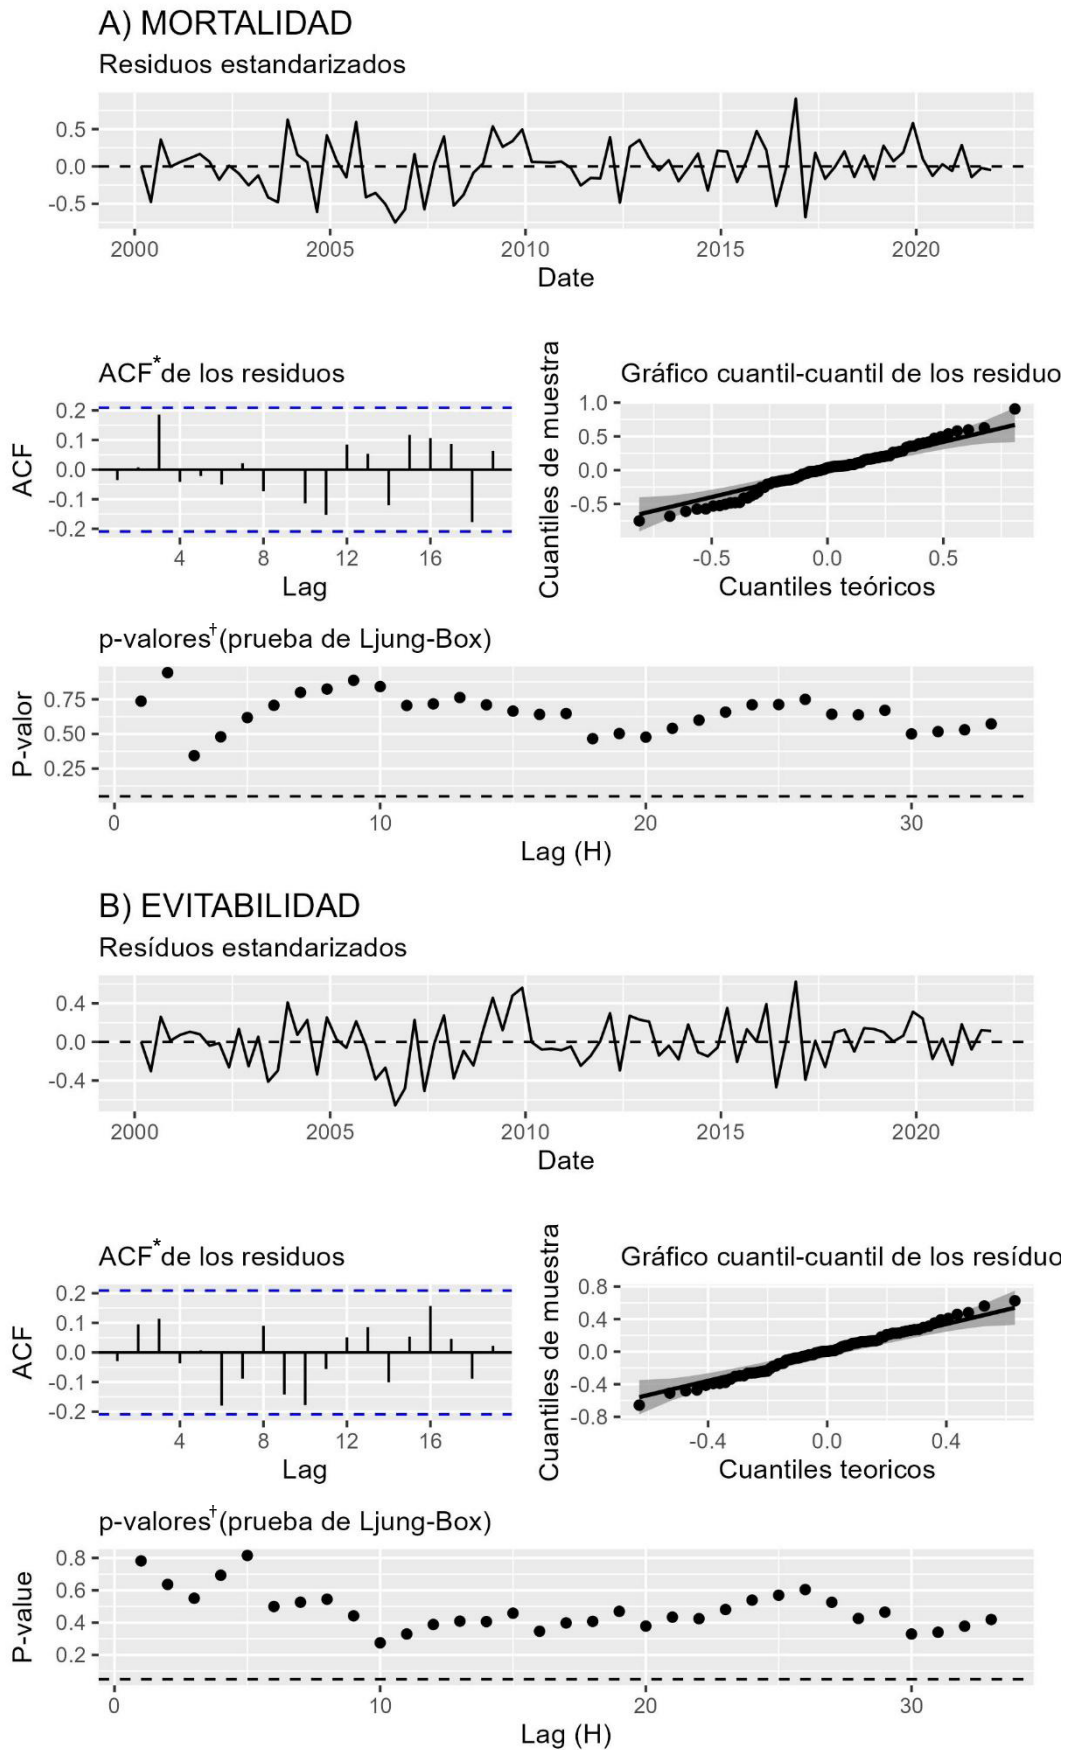 A) MORTALIDAD
Residuos estandarizados
0.5
0.0
-0.5
2000 2005 2010 2015 2020
Date
ACF* de los residuos
ACF
0.2
0.1
0.0
-0.1
-0.2
4 8 12 16
Lag
Gráfico cuantil-cuantil de los residuo
Cuantiles de muestra
1.0
0.5
0.0
-0.5
-0.5 0.0 0.5
Cuantiles teóricos
p-valores† (prueba de Ljung-Box)
P-valor
0.75
0.50
0.25
0 10 20 30
Lag (H)
B) EVITABILIDAD
Resíduos estandarizados
0.4
0.0
-0.4
2000 2005 2010 2015 2020
Date
ACF* de los residuos
ACF
0.2
0.1
0.0
-0.1
-0.2
4 8 12 16
Lag
Gráfico cuantil-cuantil de los resíduo
Cuantiles de muestra
0.8
0.4
0.0
-0.4
-0.8
-0.4 0.0 0.4
Cuantiles teoricos
p-valores† (prueba de Ljung-Box)
P-value
0.8
0.6
0.4
0.2
0 10 20 30
Lag (H)